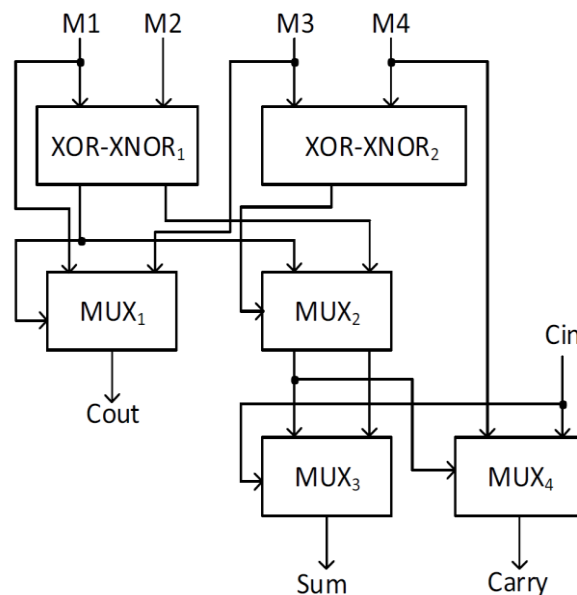 M1 M2 M3 M4
XOR-XNOR₁ XOR-XNOR₂
MUX₁ MUX₂
Cin
Cout
MUX₃ MUX₄
Sum Carry